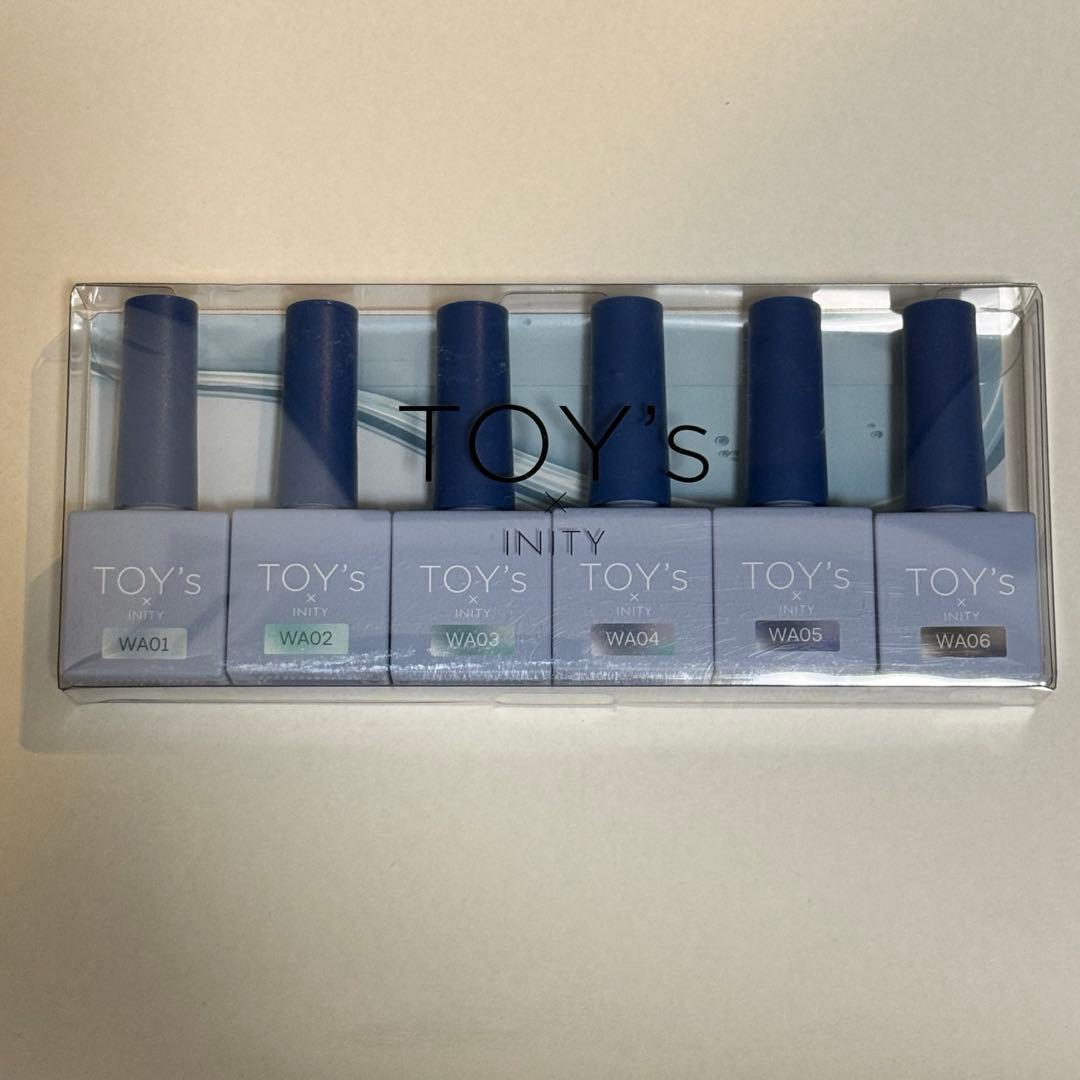 TOY's
×
INITY
TOY's
×
INITY
WA01
TOY's
×
INITY
WA02
TOY's
×
INITY
WA03
TOY's
×
INITY
WA04
TOY's
×
INITY
WA05
TOY's
×
INITY
WA06